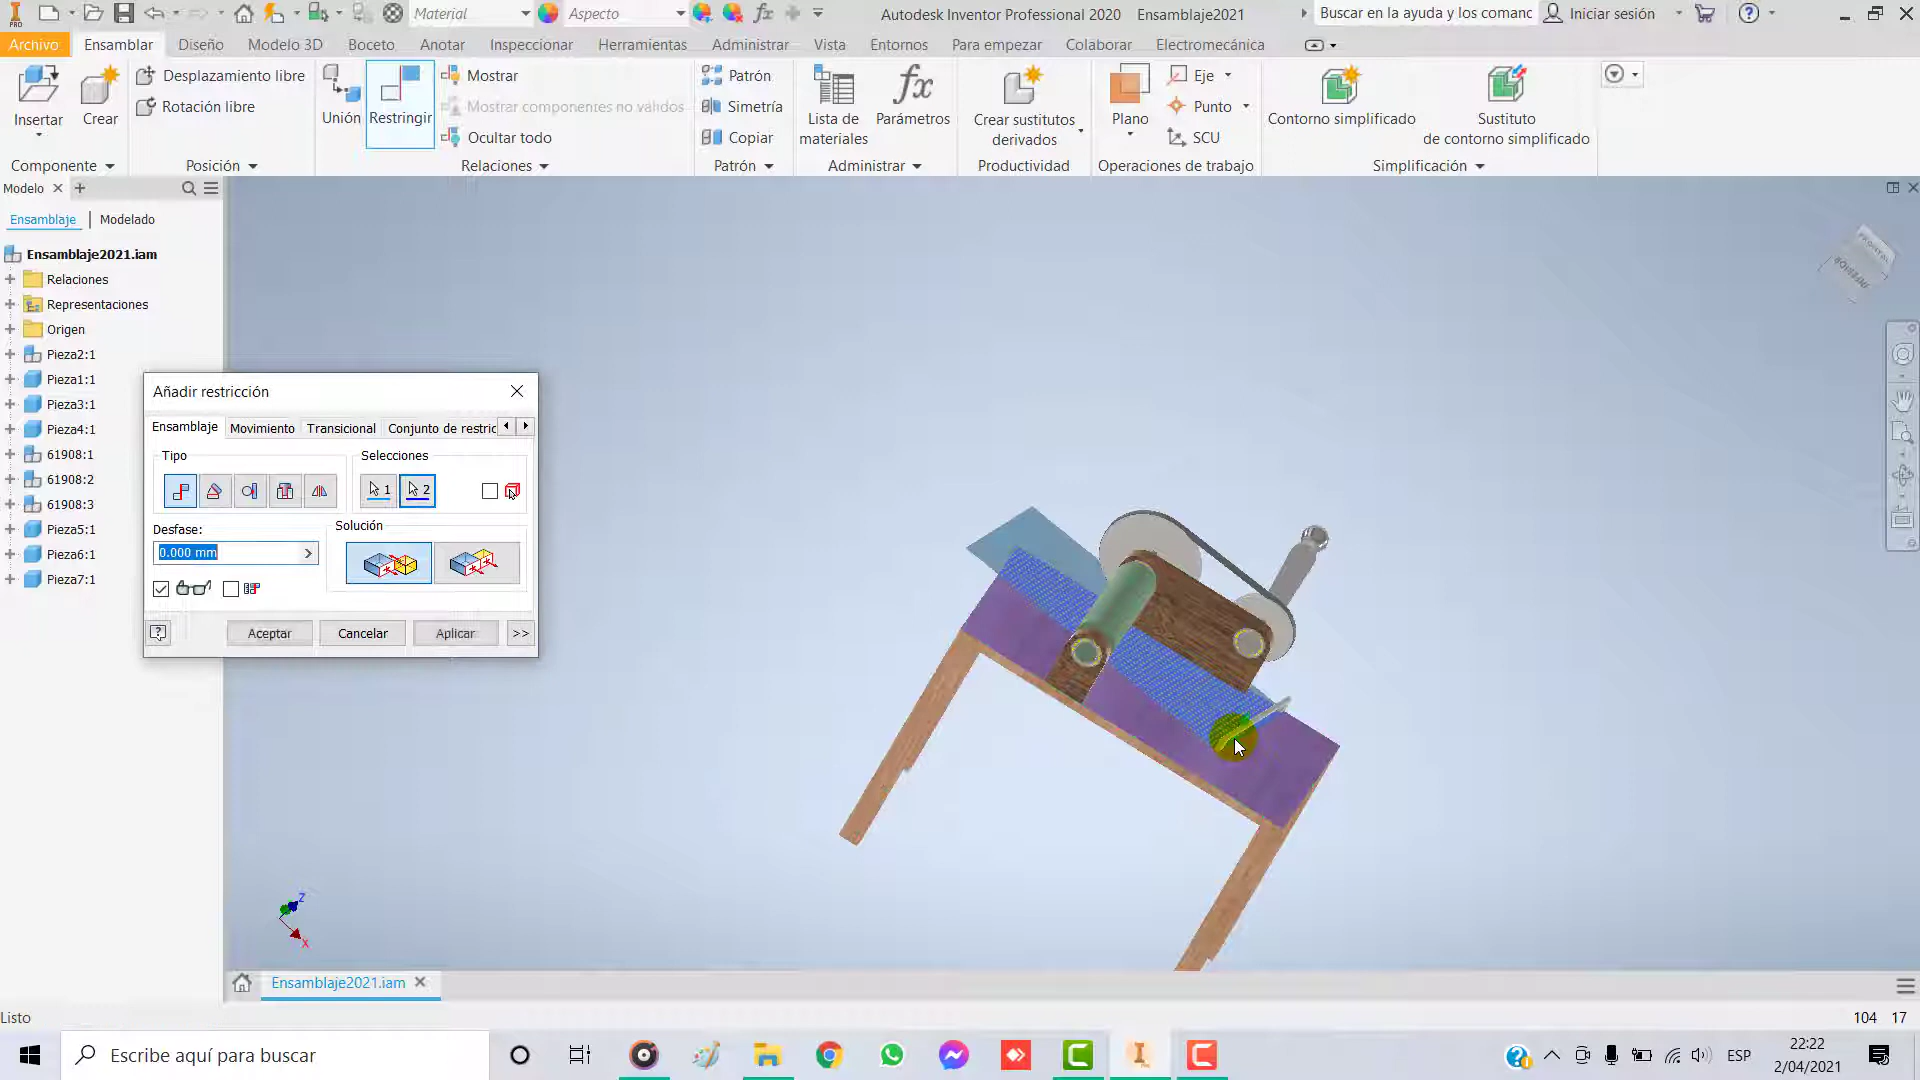 Material
Aspecto
Autodesk Inventor Professional 2020 Ensamblaje2021
Buscar en la ayuda y los comanc
Iniciar sesión
Archivo Ensamblar Diseño Modelo 3D Boceto Anotar Inspeccionar Herramientas Administrar Vista Entornos Para empezar Colaborar Electromecánica
Insertar
Crear
Desplazamiento libre
Rotación libre
Unión
Restringir
Mostrar
Mostrar componentes no válidos
Ocultar todo
Patrón
Simetría
Copiar
Lista de
materiales
Parámetros
Crear sustitutos
derivados
Plano
Eje
Punto
SCU
Contorno simplificado
Sustituto
de contorno simplificado
Componente Posición Relaciones Patrón Administrar Productividad Operaciones de trabajo Simplificación
Modelo
Ensamblaje Modelado
Ensamblaje2021.iam
Relaciones
Representaciones
Origen
Pieza2:1
Pieza1:1
Pieza3:1
Pieza4:1
61908:1
61908:2
61908:3
Pieza5:1
Pieza6:1
Pieza7:1
Añadir restricción
Ensamblaje Movimiento Transicional Conjunto de restric
Tipo
Selecciones
1
2
Desfase:
0.000 mm
Solución
Aceptar Cancelar Aplicar >>
Z
X
Ensamblaje2021.iam
Listo
104 17
Escribe aquí para buscar
ESP
22:22
2/04/2021